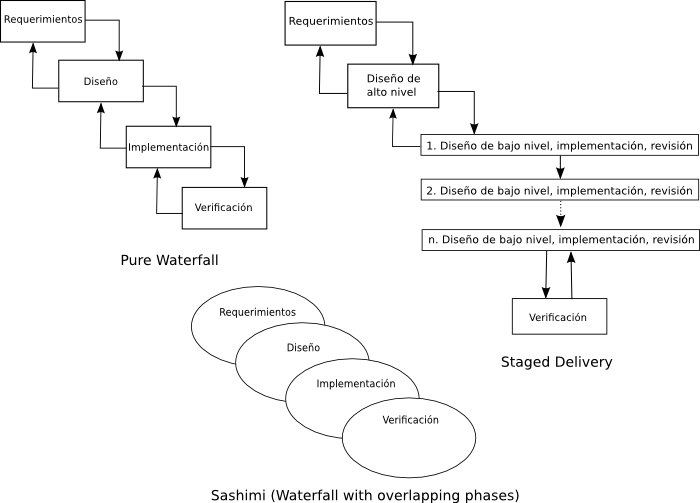 Requerimientos
Diseño
Implementación
Verificación
Pure Waterfall
Requerimientos
Diseño de
alto nivel
1. Diseño de bajo nivel, implementación, revisión
2. Diseño de bajo nivel, implementación, revisión
n. Diseño de bajo nivel, implementación, revisión
Verificación
Staged Delivery
Requerimientos
Diseño
Implementación
Verificación
Sashimi (Waterfall with overlapping phases)